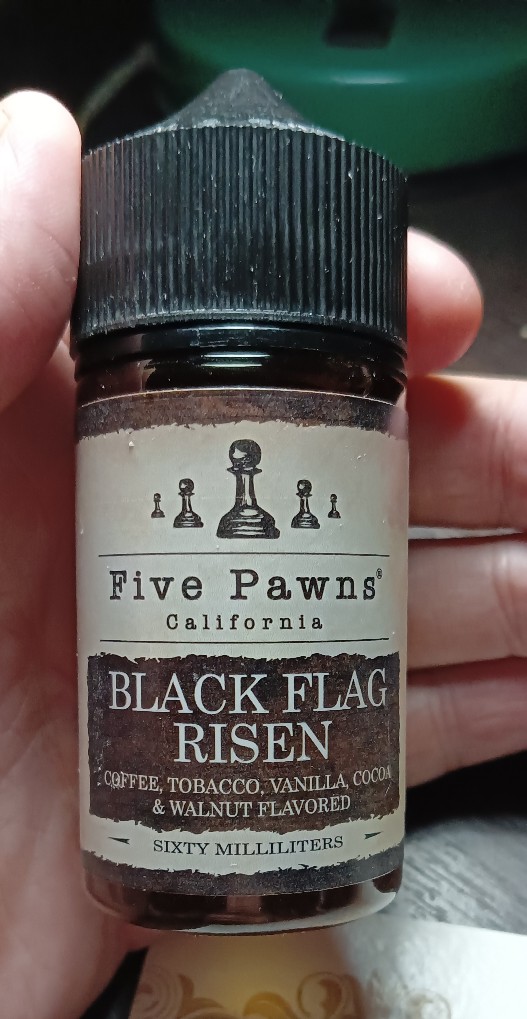 Five Pawns®
California
BLACK FLAG
RISEN
COFFEE, TOBACCO, VANILLA, COCOA
& WALNUT FLAVORED
SIXTY MILLILITERS